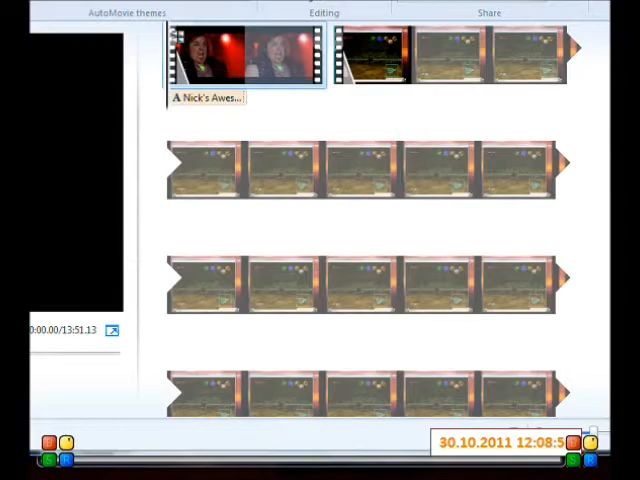 AutoMovie themes
Editing
Share
A Nick's Awes...
0:00.00/13:51.13
30.10.2011 12:08:5
S R
S R